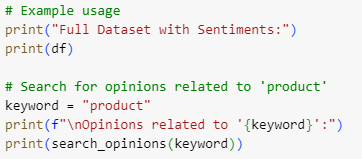 # Example usage
print("Full Dataset with Sentiments:")
print(df)
# Search for opinions related to 'product'
keyword = "product"
print(f"\nOpinions related to '{keyword}':")
print(search_opinions(keyword))